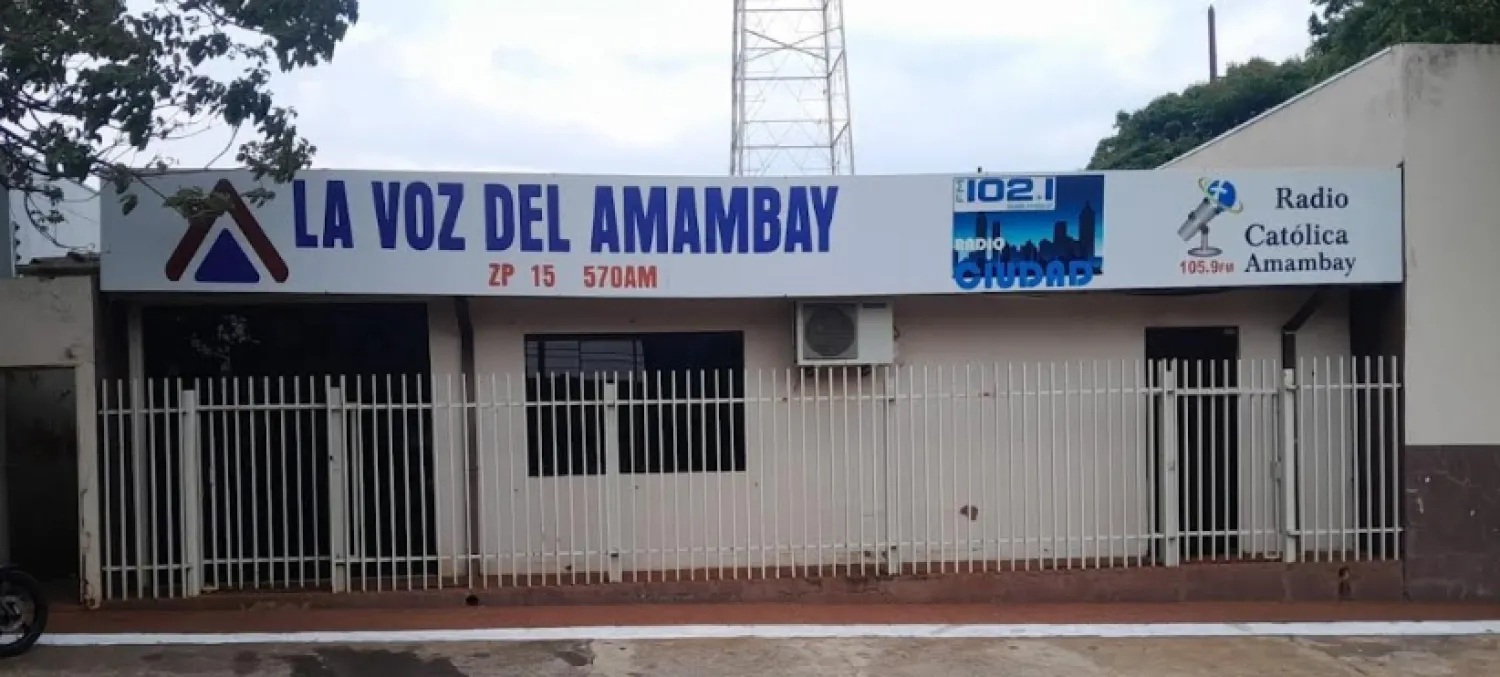 LA VOZ DEL AMAMBAY
ZP 15 570AM
FM 102.1
RADIO
CIUDAD
105.9FM
Radio
Católica
Amambay